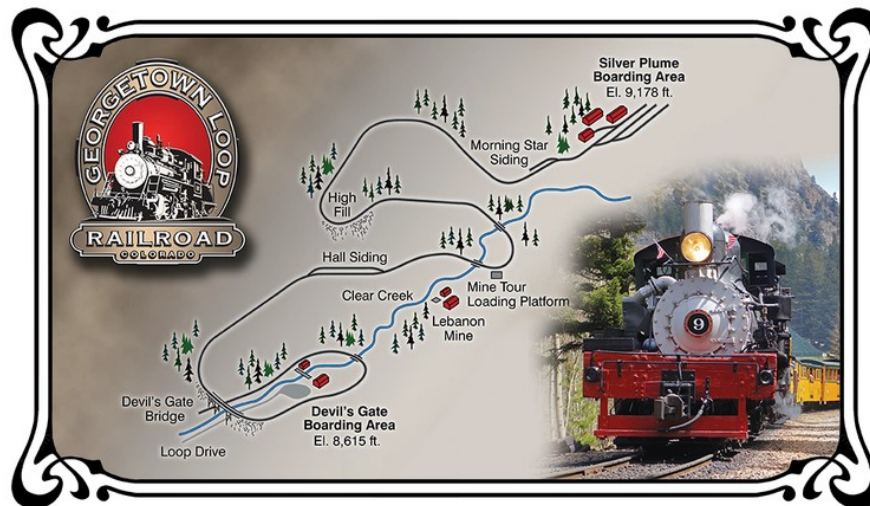 GEORGETOWN LOOP
RAILROAD
COLORADO
Silver Plume
Boarding Area
El. 9,178 ft.
Morning Star
Siding
High
Fill
Hall Siding
Mine Tour
Loading Platform
Clear Creek
Lebanon
Mine
Devil's Gate
Bridge
Devil's Gate
Boarding Area
El. 8,615 ft.
Loop Drive
9